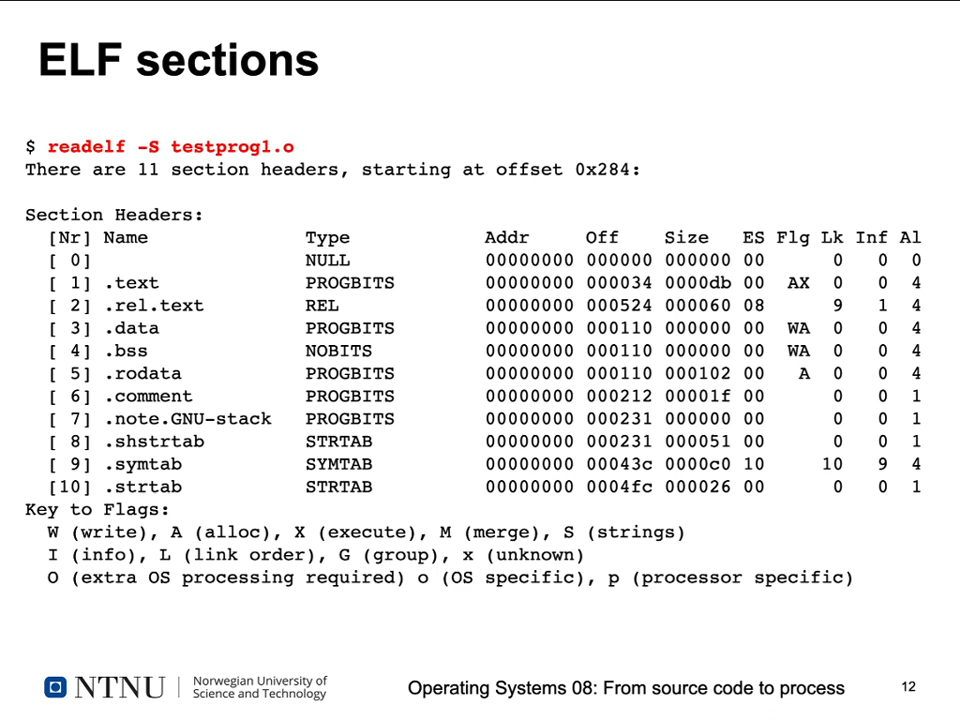 ELF sections
$ readelf -S testprog1.o
There are 11 section headers, starting at offset 0x284:
Section Headers:
[Nr] Name Type Addr Off Size ES Flg Lk Inf Al
[ 0] NULL 00000000 000000 000000 00 0 0 0
[ 1] .text PROGBITS 00000000 000034 0000db 00 AX 0 0 4
[ 2] .rel.text REL 00000000 000524 000060 08 9 1 4
[ 3] .data PROGBITS 00000000 000110 000000 00 WA 0 0 4
[ 4] .bss NOBITS 00000000 000110 000000 00 WA 0 0 4
[ 5] .rodata PROGBITS 00000000 000110 000102 00 A 0 0 4
[ 6] .comment PROGBITS 00000000 000212 00001f 00 0 0 1
[ 7] .note.GNU-stack PROGBITS 00000000 000231 000000 00 0 0 1
[ 8] .shstrtab STRTAB 00000000 000231 000051 00 0 0 1
[ 9] .symtab SYMTAB 00000000 00043c 0000c0 10 10 9 4
[10] .strtab STRTAB 00000000 0004fc 000026 00 0 0 1
Key to Flags:
W (write), A (alloc), X (execute), M (merge), S (strings)
I (info), L (link order), G (group), x (unknown)
O (extra OS processing required) o (OS specific), p (processor specific)
NTNU
Norwegian University of
Science and Technology
Operating Systems 08: From source code to process
12